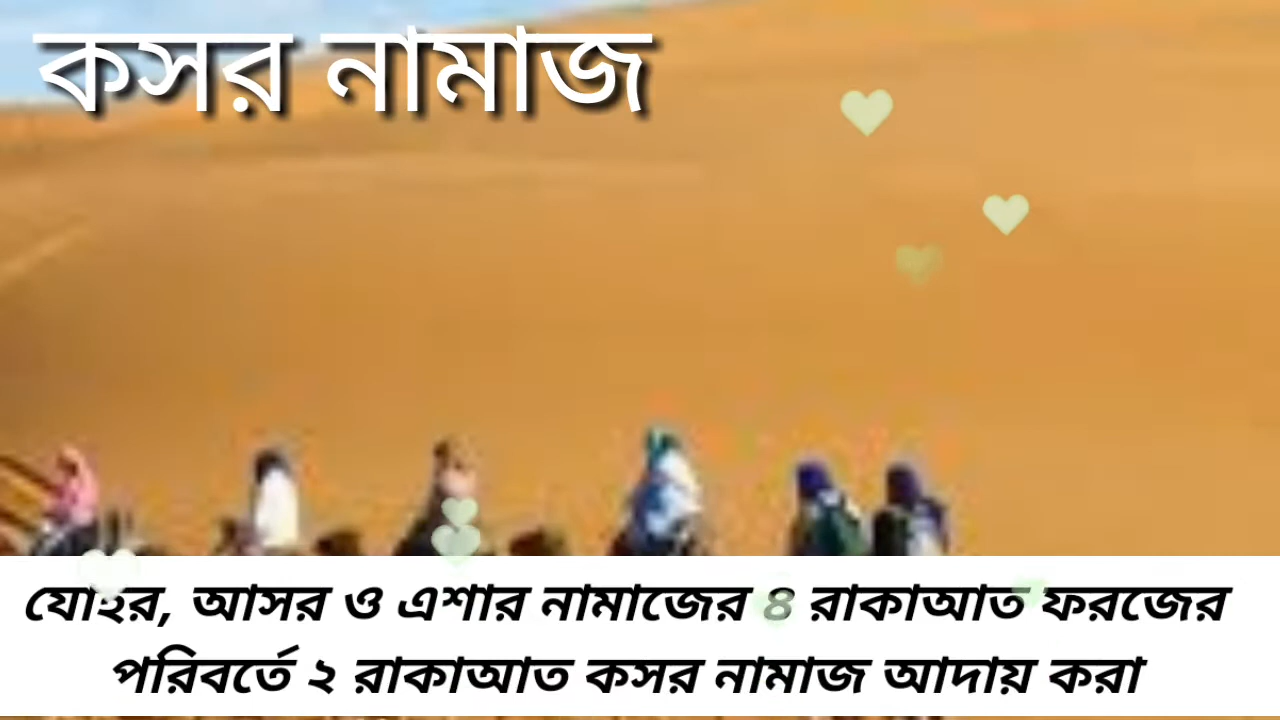 কসর নামাজ
যোহর, আসর ও এশার নামাজের ৪ রাকাআত ফরজের
পরিবর্তে ২ রাকাআত কসর নামাজ আদায় করা